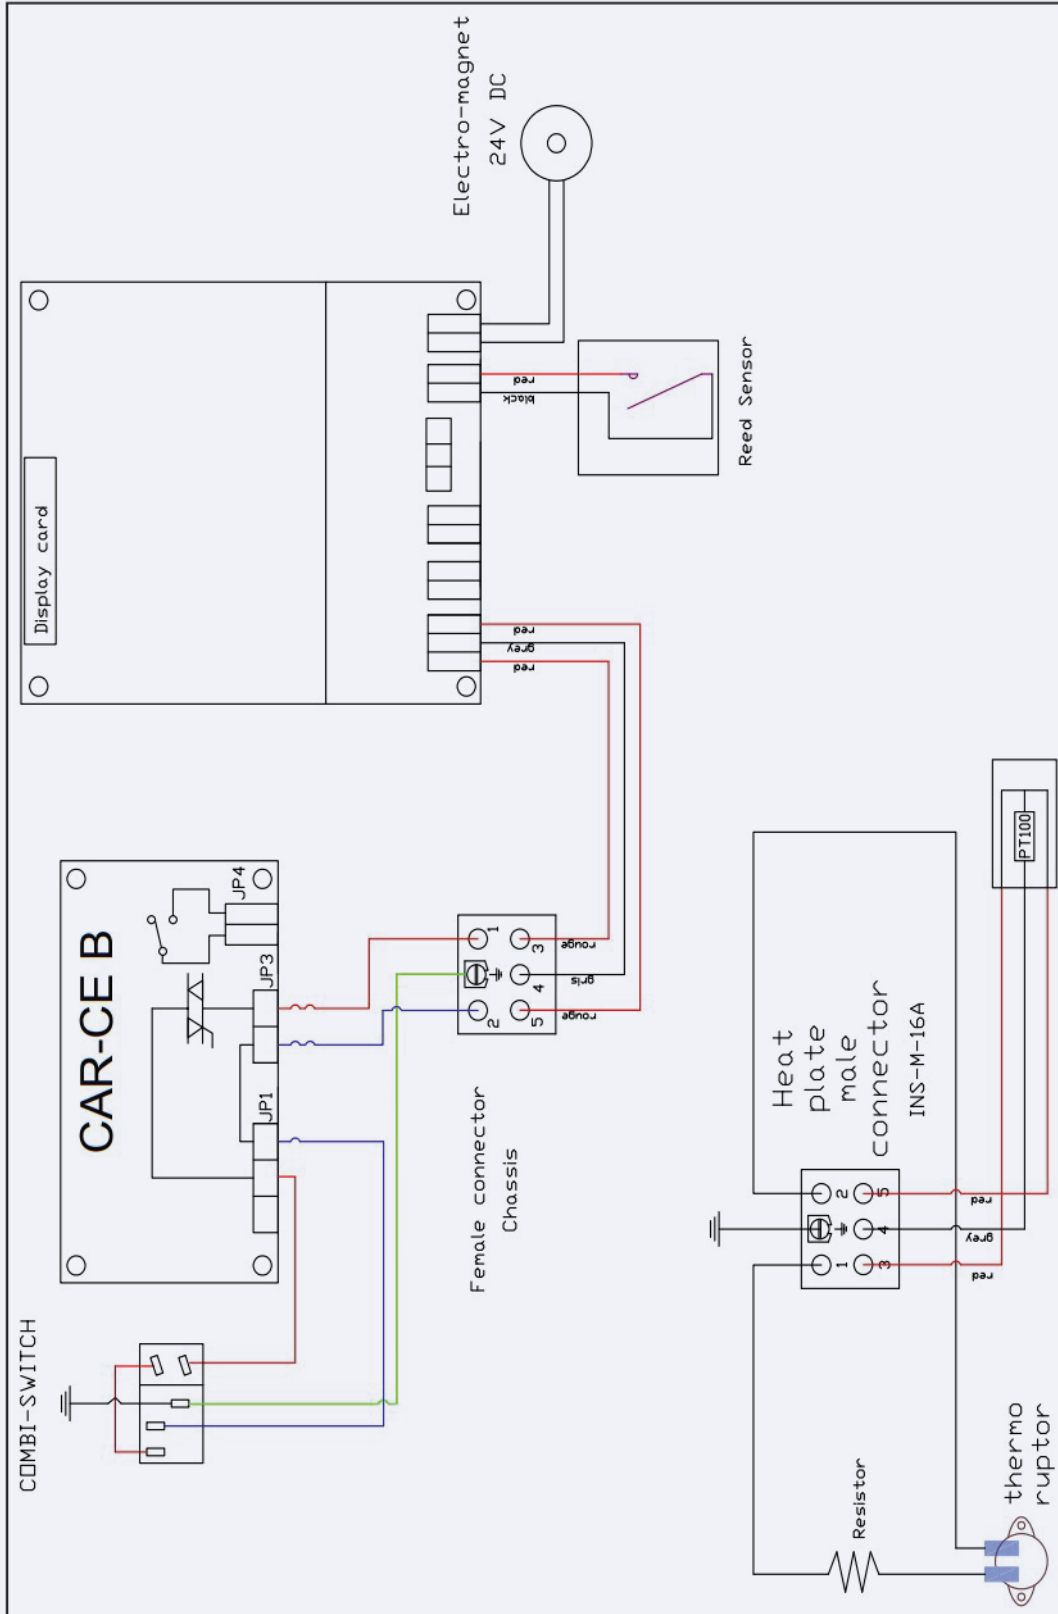 COMBI-SWITCH
CAR-CE B
JP1
JP3
JP4
Display card
Electro-magnet
24V DC
red
grey
red
black
red
Reed Sensor
Female connector
Chassis
2
1
5
4
3
rouge
gris
rouge
Heat
plate
male
connector
INS-M-16A
1
2
3
4
5
red
grey
red
PT100
Resistor
thermo
ruptor